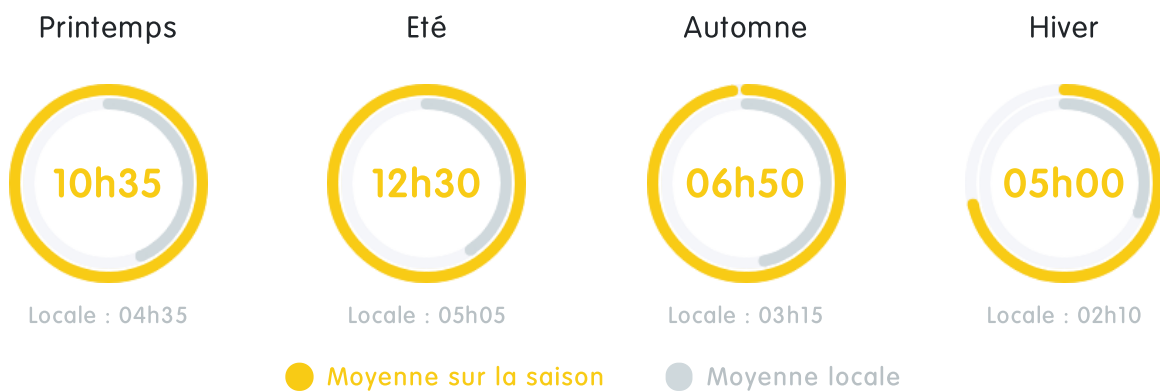 Printemps Eté Automne Hiver
10h35 12h30 06h50 05h00
Locale : 04h35 Locale : 05h05 Locale : 03h15 Locale : 02h10
Moyenne sur la saison Moyenne locale